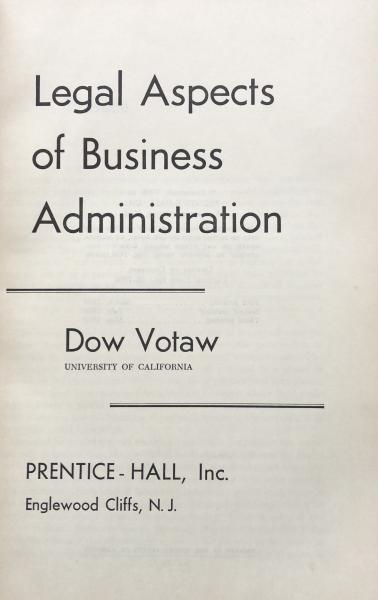 Legal Aspects
of Business
Administration
Dow Votaw
UNIVERSITY OF CALIFORNIA
PRENTICE - HALL, Inc.
Englewood Cliffs, N. J.